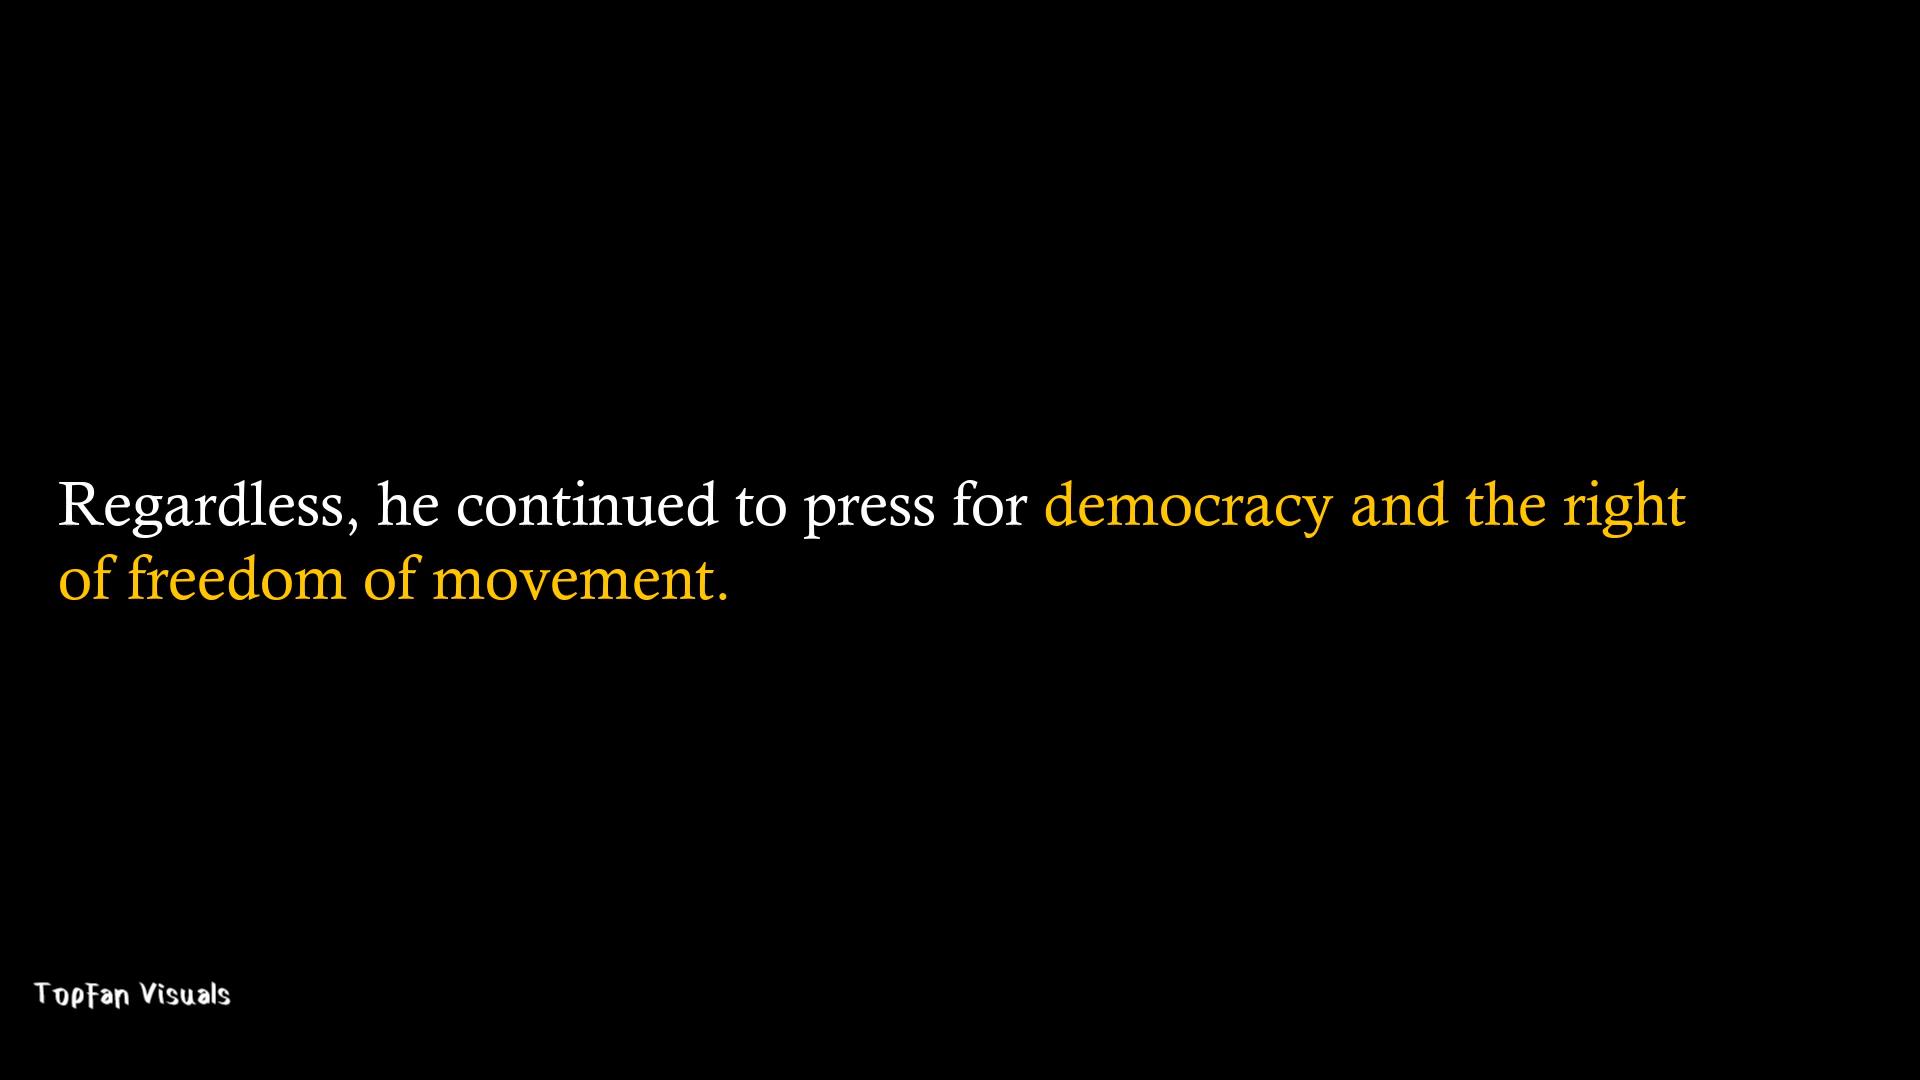 Regardless, he continued to press for democracy and the right
of freedom of movement.
TopFan Visuals